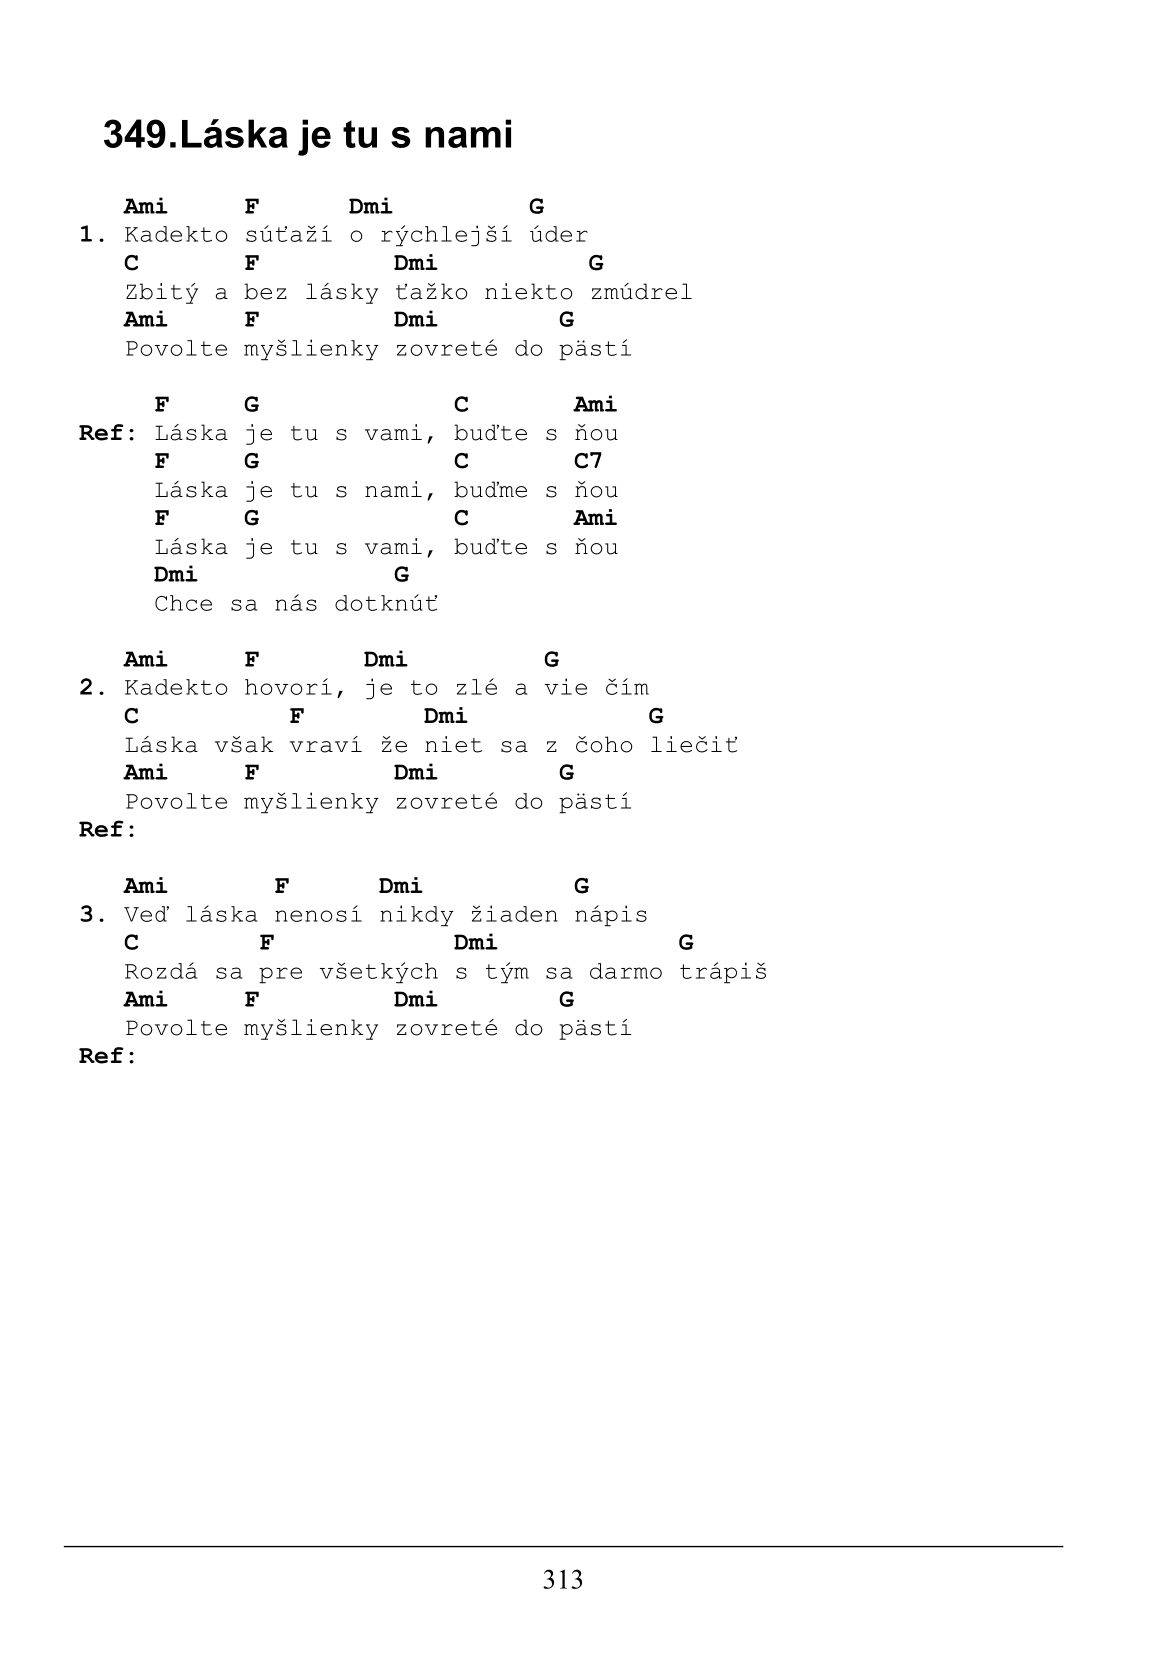 349.Láska je tu s nami
Ami F Dmi G
1. Kadekto súťaží o rýchlejší úder
C F Dmi G
Zbitý a bez lásky ťažko niekto zmúdrel
Ami F Dmi G
Povolte myšlienky zovreté do pästí
F G C Ami
Ref: Láska je tu s vami, buďte s ňou
F G C C7
Láska je tu s nami, buďme s ňou
F G C Ami
Láska je tu s vami, buďte s ňou
Dmi G
Chce sa nás dotknúť
Ami F Dmi G
2. Kadekto hovorí, je to zlé a vie čím
C F Dmi G
Láska však vraví že niet sa z čoho liečiť
Ami F Dmi G
Povolte myšlienky zovreté do pästí
Ref:
Ami F Dmi G
3. Veď láska nenosí nikdy žiaden nápis
C F Dmi G
Rozdá sa pre všetkých s tým sa darmo trápiš
Ami F Dmi G
Povolte myšlienky zovreté do pästí
Ref:
313